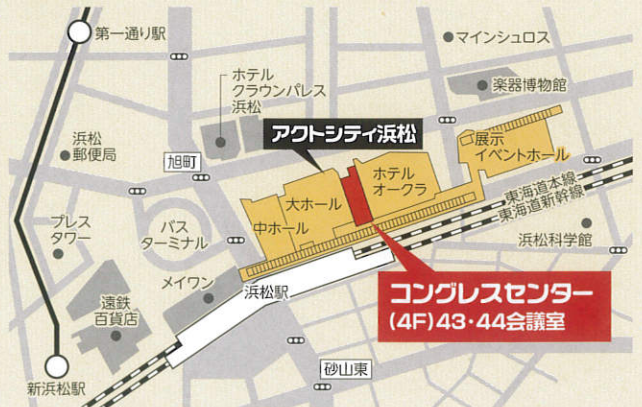 第一通り駅
マインシュロス
ホテル
クラウンパレス
浜松
楽器博物館
アクトシティ浜松
展示
イベントホール
浜松
郵便局
旭町
ホテル
オークラ
大ホール
中ホール
東海道本線
東海道新幹線
プレス
タワー
バス
ターミナル
浜松科学館
メイワン
浜松駅
コングレスセンター
(4F)43・44会議室
遠鉄
百貨店
砂山東
新浜松駅